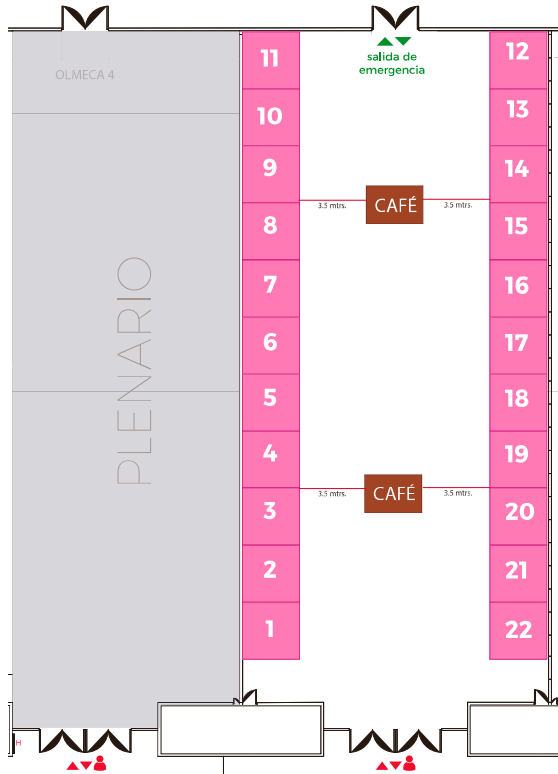 OLMECA 4
PLENARIO
salida de
emergencia
11
10
9
8
7
6
5
4
3
2
1
3.5 mtrs.
CAFÉ
3.5 mtrs.
3.5 mtrs.
CAFÉ
3.5 mtrs.
12
13
14
15
16
17
18
19
20
21
22
H